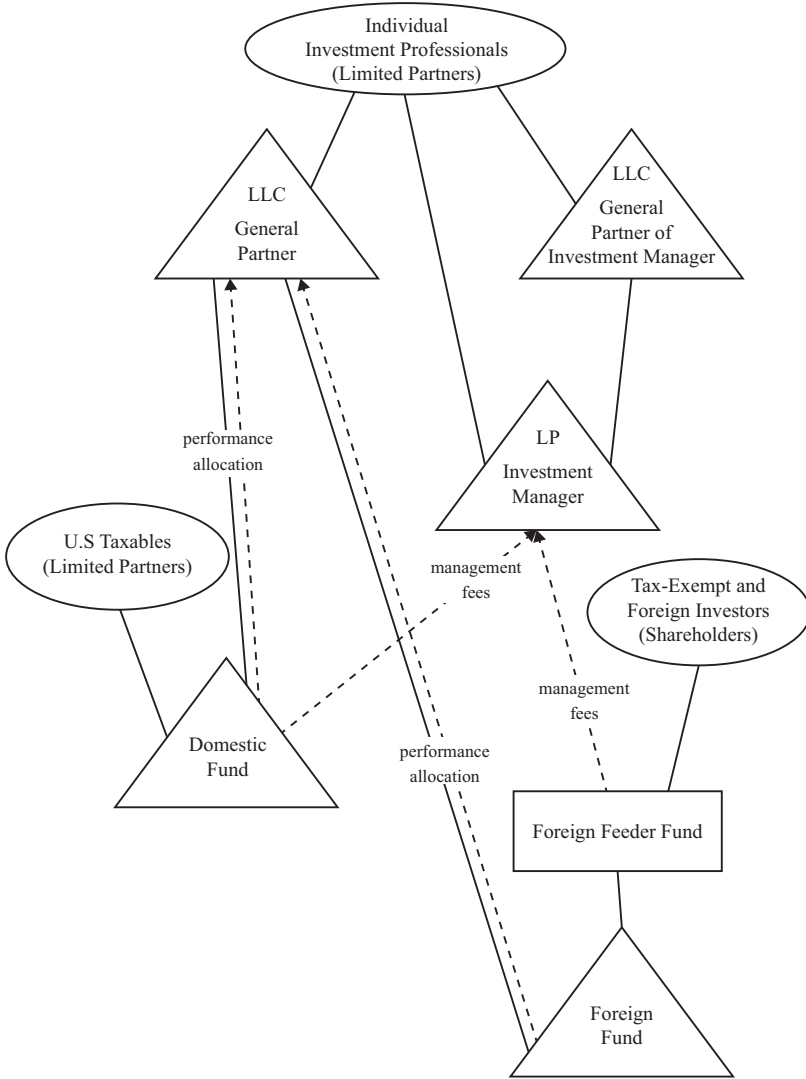 Individual
Investment Professionals
(Limited Partners)
LLC
General
Partner
LLC
General
Partner of
Investment Manager
LP
Investment
Manager
performance
allocation
U.S Taxables
(Limited Partners)
management
fees
Tax-Exempt and
Foreign Investors
(Shareholders)
management
fees
Domestic
Fund
performance
allocation
Foreign Feeder Fund
Foreign
Fund